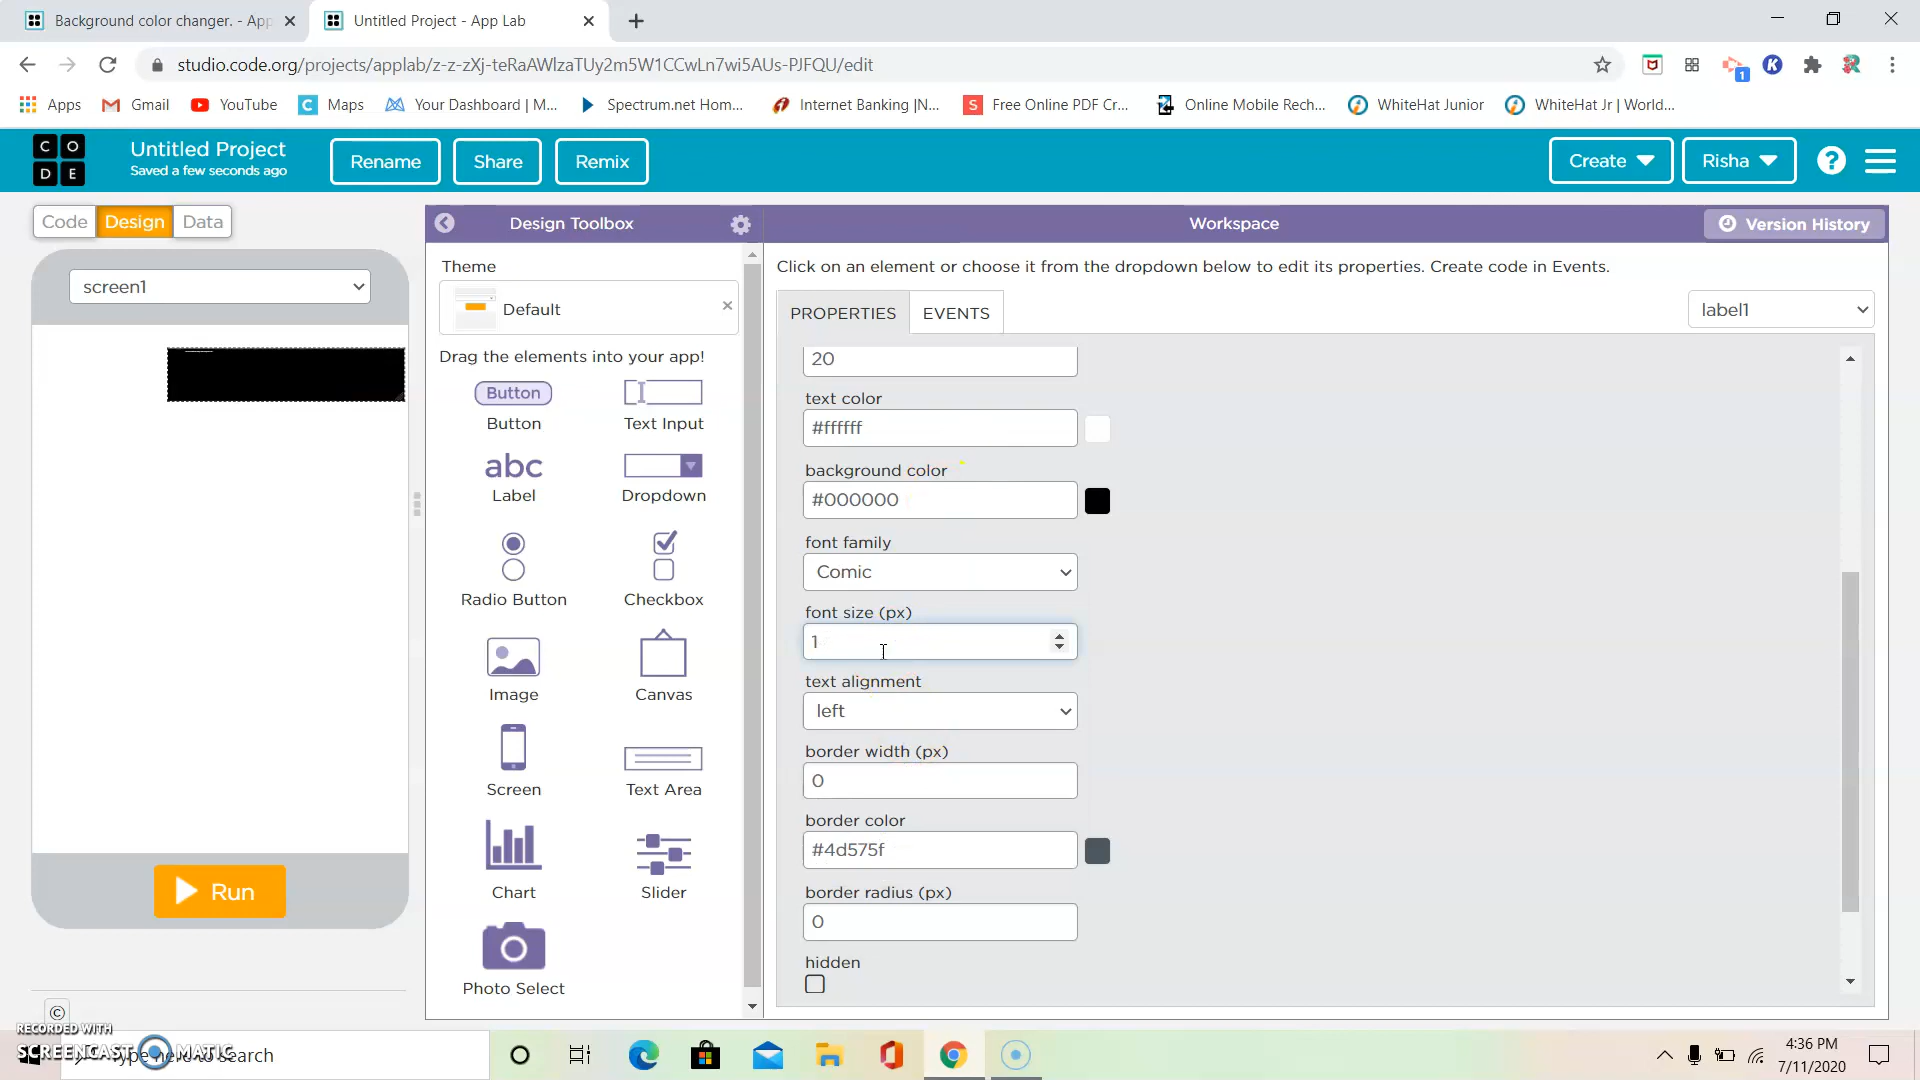 Background color changer. - App
Untitled Project - App Lab
studio.code.org/projects/applab/z-z-zXj-teRaAWlzaTUy2m5W1CCwLn7wi5AUs-PJFQU/edit
1
K
Apps
Gmail
YouTube
C
Maps
Your Dashboard | M...
Spectrum.net Hom...
Internet Banking |N...
S
Free Online PDF Cr...
Online Mobile Rech...
WhiteHat Junior
WhiteHat Jr | World...
C O
D E
Untitled Project
Saved a few seconds ago
Rename
Share
Remix
Create
Risha
?
Code
Design
Data
Design Toolbox
Workspace
Version History
screen1
Theme
Default
Drag the elements into your app!
Button
Button
Text Input
abc
Label
Dropdown
Radio Button
Checkbox
Image
Canvas
Screen
Text Area
Chart
Slider
Photo Select
Click on an element or choose it from the dropdown below to edit its properties. Create code in Events.
PROPERTIES
EVENTS
label1
20
text color
#ffffff
background color
#000000
font family
Comic
font size (px)
1
text alignment
left
border width (px)
0
border color
#4d575f
border radius (px)
0
hidden
Run
©
RECORDED WITH
SCREENCAST MATIC
Type here to search
4:36 PM
7/11/2020